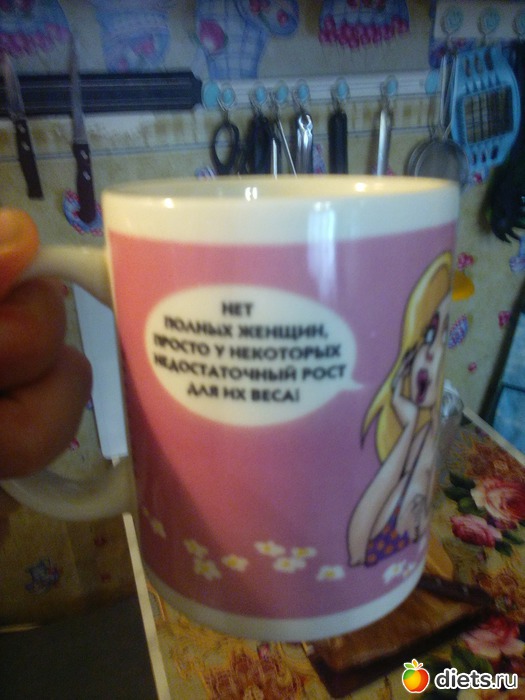 НЕТ
ПОЛНЫХ ЖЕНЩИН,
ПРОСТО У НЕКОТОРЫХ
НЕДОСТАТОЧНЫЙ РОСТ
ДЛЯ ИХ ВЕСА!
diets.ru